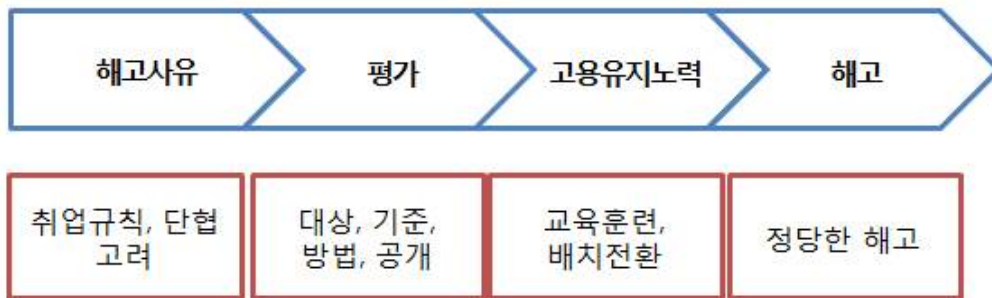 해고사유
평가
고용유지노력
해고
취업규칙, 단협
고려
대상, 기준,
방법, 공개
교육훈련,
배치전환
정당한 해고